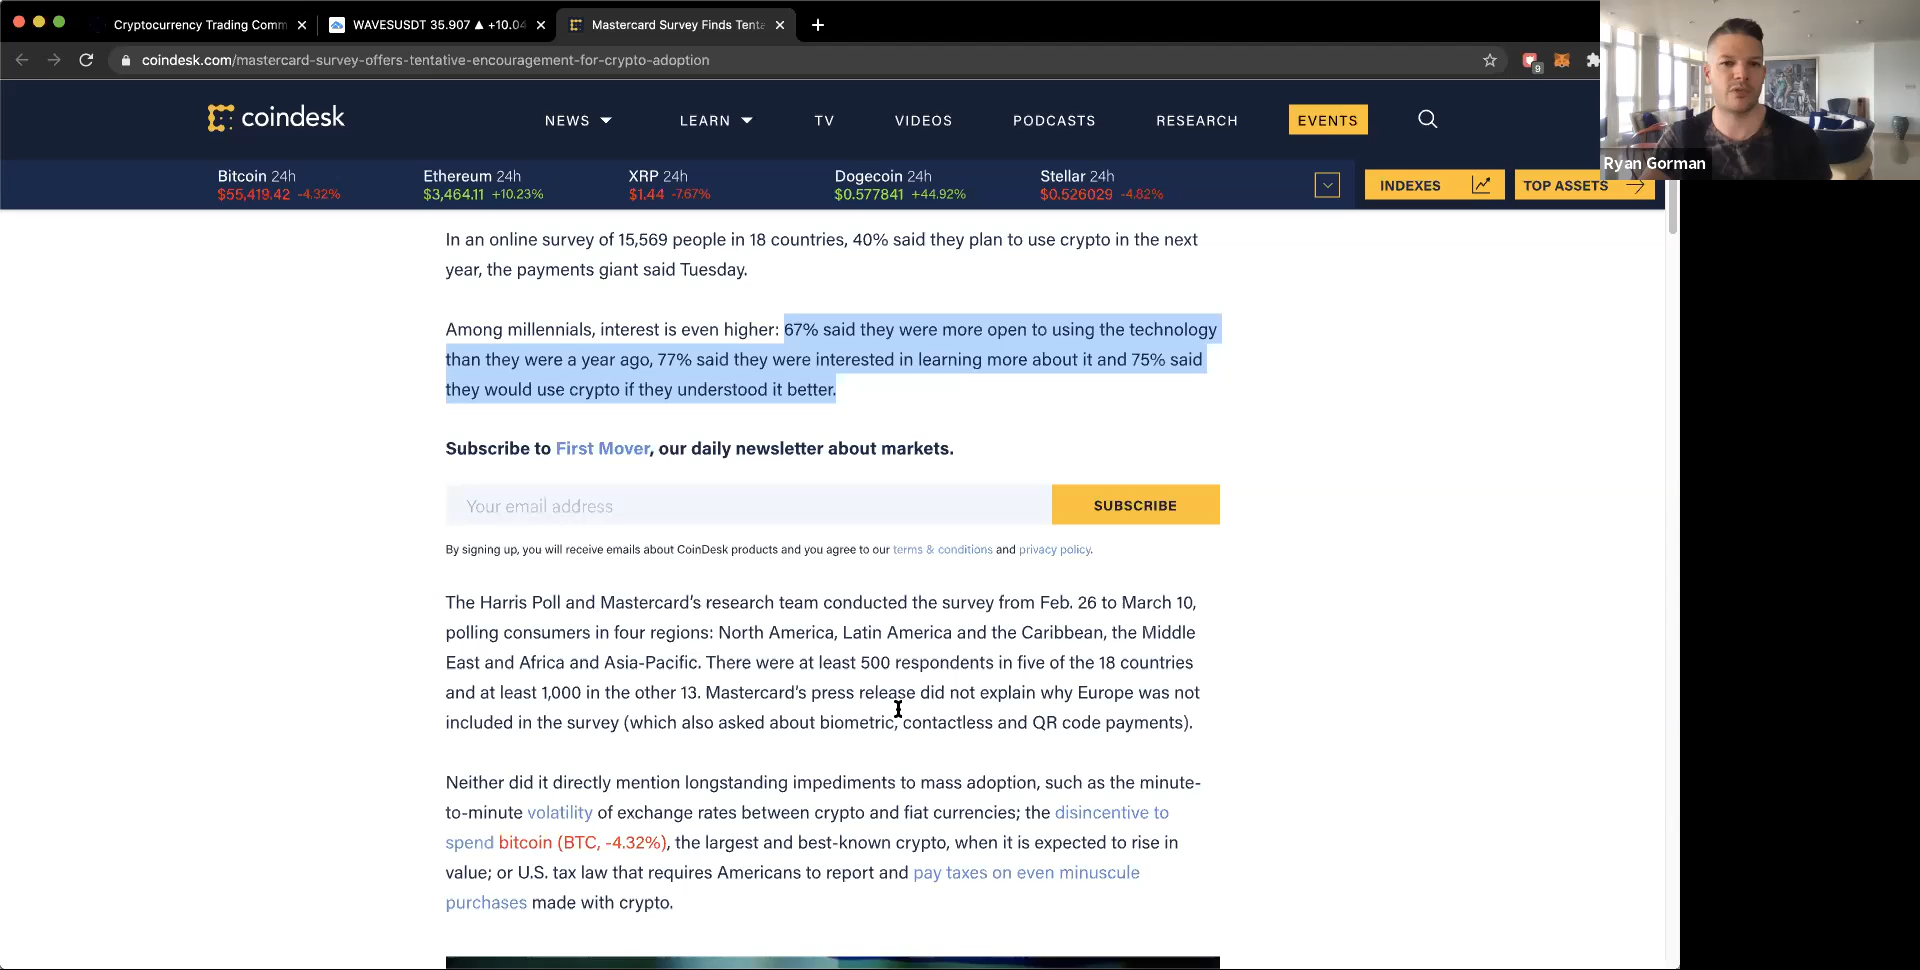 Cryptocurrency Trading Comm
WAVESUSDT 35.907 ▲ +10.04
Mastercard Survey Finds Tenta
coindesk.com/mastercard-survey-offers-tentative-encouragement-for-crypto-adoption
9
coindesk
NEWS
LEARN
TV
VIDEOS
PODCASTS
RESEARCH
EVENTS
Ryan Gorman
Bitcoin 24h
$55,419.42 -4.32%
Ethereum 24h
$3,464.11 +10.23%
XRP 24h
$1.44 -7.67%
Dogecoin 24h
$0.577841 +44.92%
Stellar 24h
$0.526029 -4.82%
INDEXES
TOP ASSETS
In an online survey of 15,569 people in 18 countries, 40% said they plan to use crypto in the next
year, the payments giant said Tuesday.
Among millennials, interest is even higher: 67% said they were more open to using the technology
than they were a year ago, 77% said they were interested in learning more about it and 75% said
they would use crypto if they understood it better.
Subscribe to First Mover, our daily newsletter about markets.
Your email address
SUBSCRIBE
By signing up, you will receive emails about CoinDesk products and you agree to our terms & conditions and privacy policy.
The Harris Poll and Mastercard's research team conducted the survey from Feb. 26 to March 10,
polling consumers in four regions: North America, Latin America and the Caribbean, the Middle
East and Africa and Asia-Pacific. There were at least 500 respondents in five of the 18 countries
and at least 1,000 in the other 13. Mastercard's press release did not explain why Europe was not
included in the survey (which also asked about biometric, contactless and QR code payments).
Neither did it directly mention longstanding impediments to mass adoption, such as the minute-
to-minute volatility of exchange rates between crypto and fiat currencies; the disincentive to
spend bitcoin (BTC, -4.32%), the largest and best-known crypto, when it is expected to rise in
value; or U.S. tax law that requires Americans to report and pay taxes on even minuscule
purchases made with crypto.